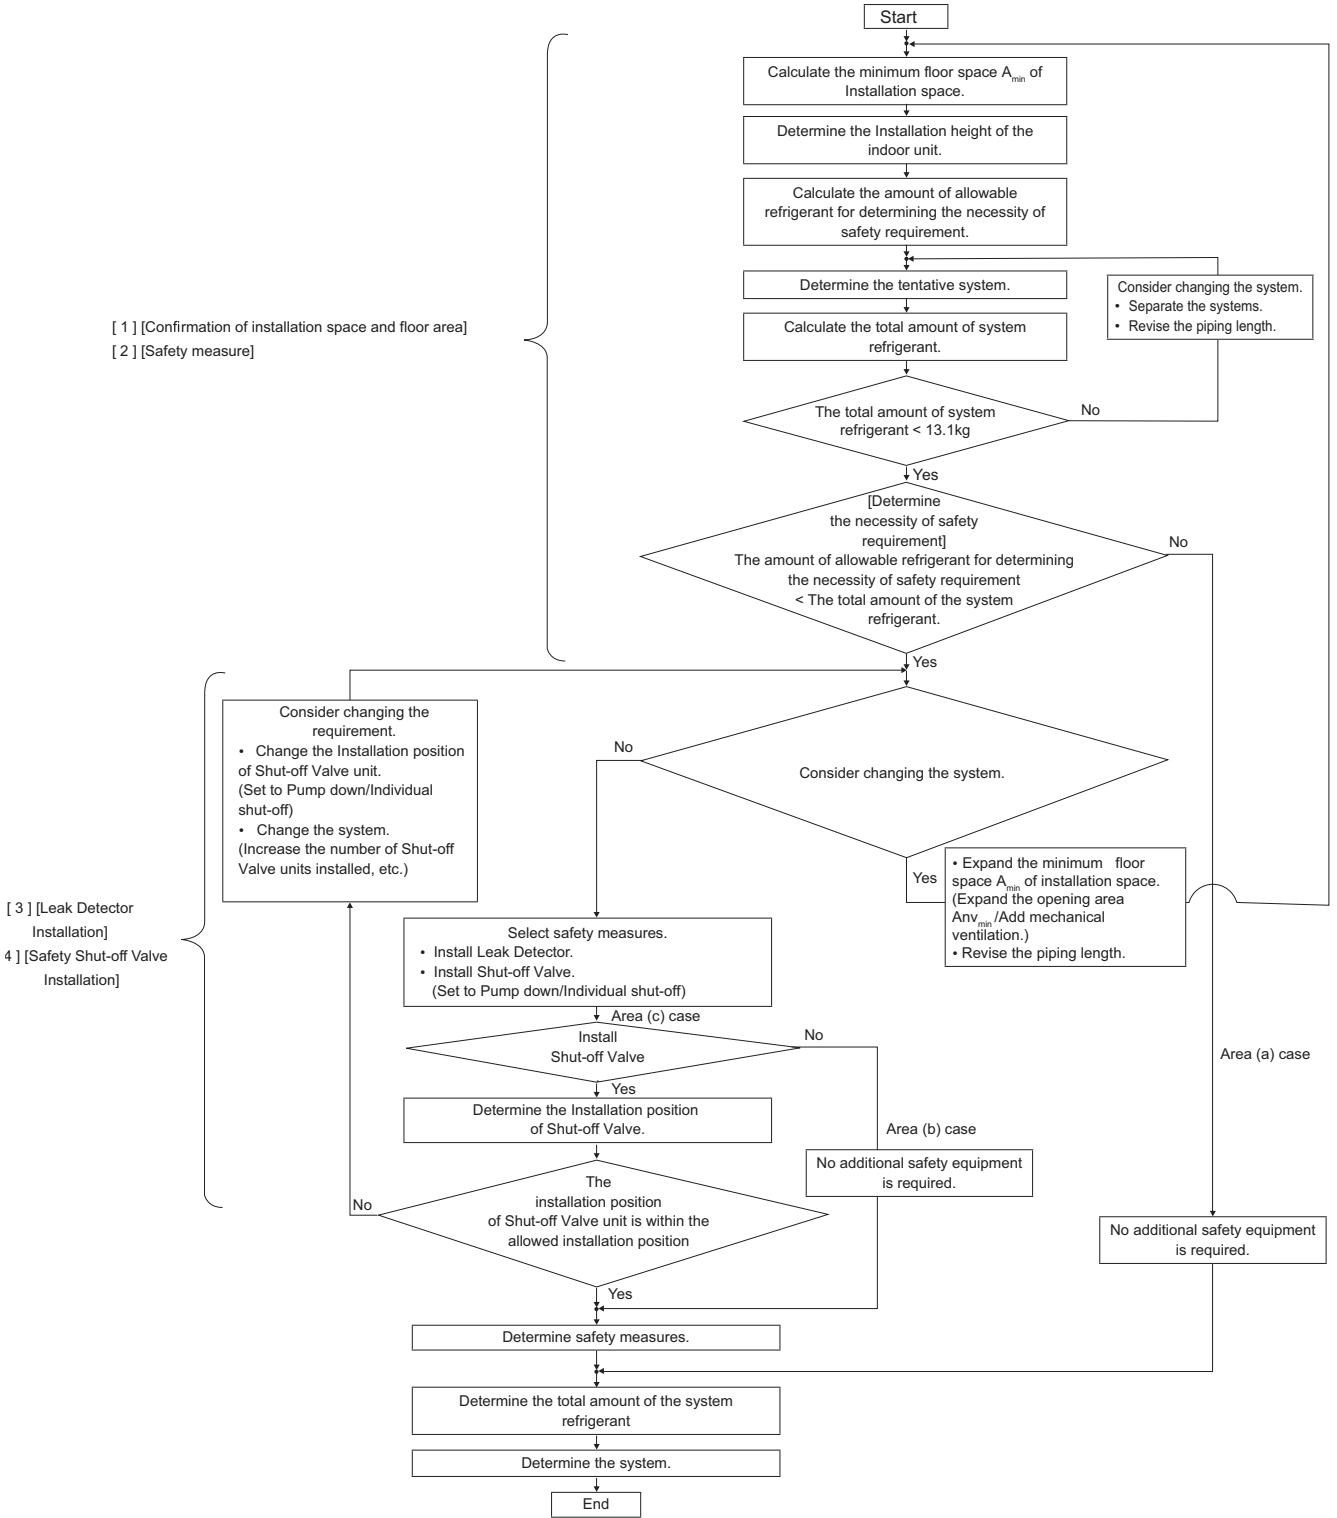 Start
Calculate the minimum floor space Amin of
Installation space.
Determine the Installation height of the
indoor unit.
Calculate the amount of allowable
refrigerant for determining the necessity of
safety requirement.
Determine the tentative system.
Consider changing the system.
• Separate the systems.
• Revise the piping length.
Calculate the total amount of system
refrigerant.
[ 1 ] [Confirmation of installation space and floor area]
[ 2 ] [Safety measure]
The total amount of system
refrigerant < 13.1kg
No
Yes
[Determine
the necessity of safety
requirement]
The amount of allowable refrigerant for determining
the necessity of safety requirement
< The total amount of the system
refrigerant.
No
Yes
Consider changing the
requirement.
• Change the Installation position
of Shut-off Valve unit.
(Set to Pump down/Individual
shut-off)
• Change the system.
(Increase the number of Shut-off
Valve units installed, etc.)
No
Consider changing the system.
Yes
• Expand the minimum floor
space Amin of installation space.
(Expand the opening area
Anvmin/Add mechanical
ventilation.)
• Revise the piping length.
[ 3 ] [Leak Detector
Installation]
4 ] [Safety Shut-off Valve
Installation]
Select safety measures.
• Install Leak Detector.
• Install Shut-off Valve.
(Set to Pump down/Individual shut-off)
Area (c) case
Install
Shut-off Valve
No
Yes
Area (a) case
Determine the Installation position
of Shut-off Valve.
Area (b) case
No additional safety equipment
is required.
The
installation position
of Shut-off Valve unit is within the
allowed installation position
No
Yes
No additional safety equipment
is required.
Determine safety measures.
Determine the total amount of the system
refrigerant
Determine the system.
End